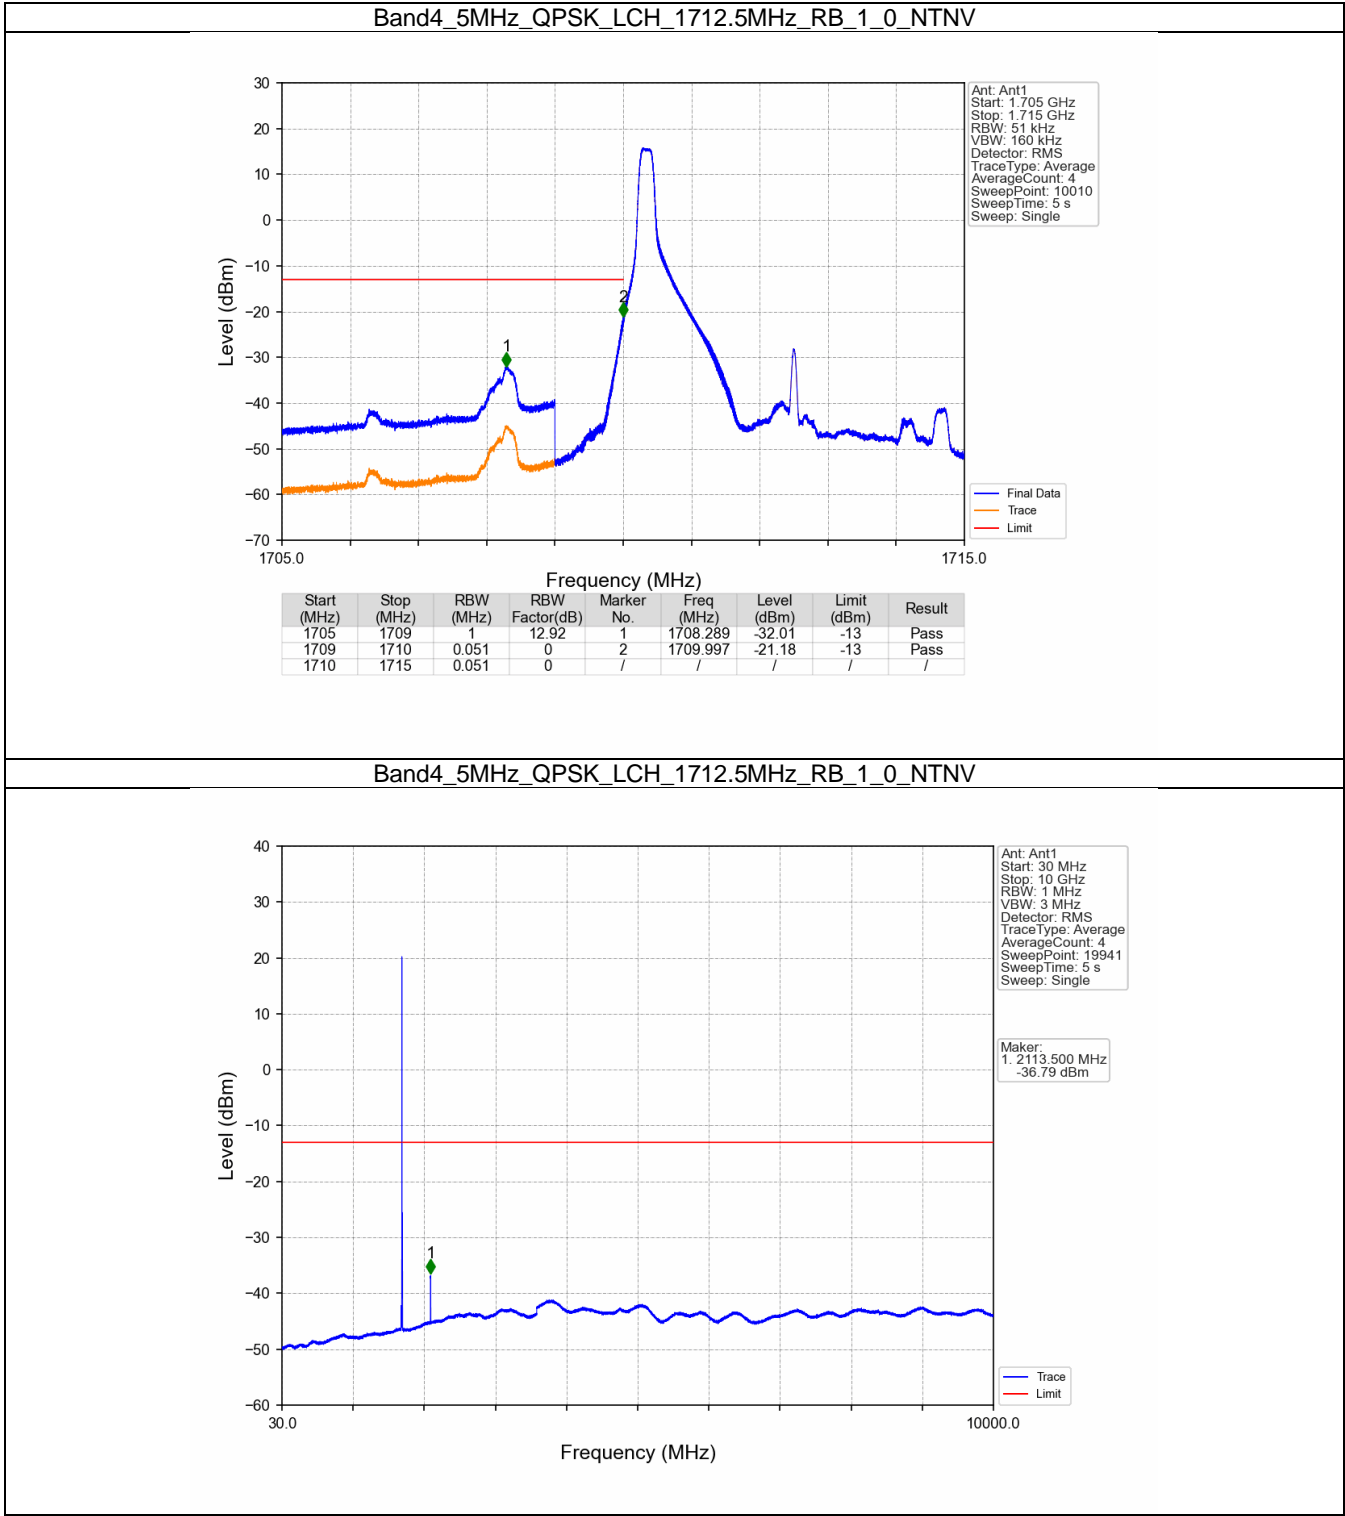 Band4_5MHz_QPSK_LCH_1712.5MHz_RB_1_0_NTNV
30
20
10
0
−10
−20
−30
−40
−50
−60
−70
Level (dBm)
1
2
1705.0
1715.0
Frequency (MHz)
Ant: Ant1
Start: 1.705 GHz
Stop: 1.715 GHz
RBW: 51 kHz
VBW: 160 kHz
Detector: RMS
TraceType: Average
AverageCount: 4
SweepPoint: 10010
SweepTime: 5 s
Sweep: Single
Final Data
Trace
Limit
Start (MHz) Stop (MHz) RBW (MHz) RBW Factor(dB) Marker No. Freq (MHz) Level (dBm) Limit (dBm) Result
1705 1709 1 12.92 1 1708.289 -32.01 -13 Pass
1709 1710 0.051 0 2 1709.997 -21.18 -13 Pass
1710 1715 0.051 0 / / / / /
Band4_5MHz_QPSK_LCH_1712.5MHz_RB_1_0_NTNV
40
30
20
10
0
−10
−20
−30
−40
−50
−60
Level (dBm)
1
30.0
10000.0
Frequency (MHz)
Ant: Ant1
Start: 30 MHz
Stop: 10 GHz
RBW: 1 MHz
VBW: 3 MHz
Detector: RMS
TraceType: Average
AverageCount: 4
SweepPoint: 19941
SweepTime: 5 s
Sweep: Single
Maker:
1. 2113.500 MHz
-36.79 dBm
Trace
Limit